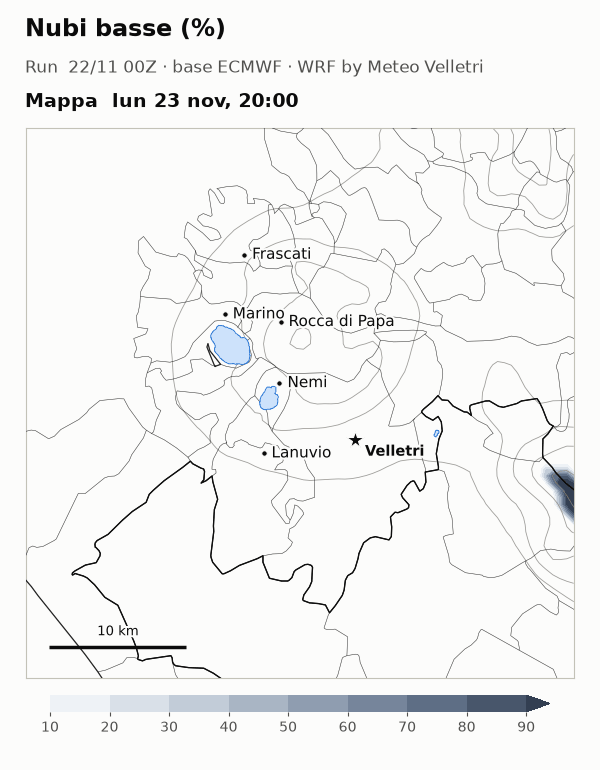 Nubi basse (%)
Run  22/11 00Z · base ECMWF · WRF by Meteo Velletri
Mappa  lun 23 nov, 20:00
Frascati
Marino
Rocca di Papa
Nemi
Velletri
Lanuvio
10 km
10 20 30 40 50 60 70 80 90